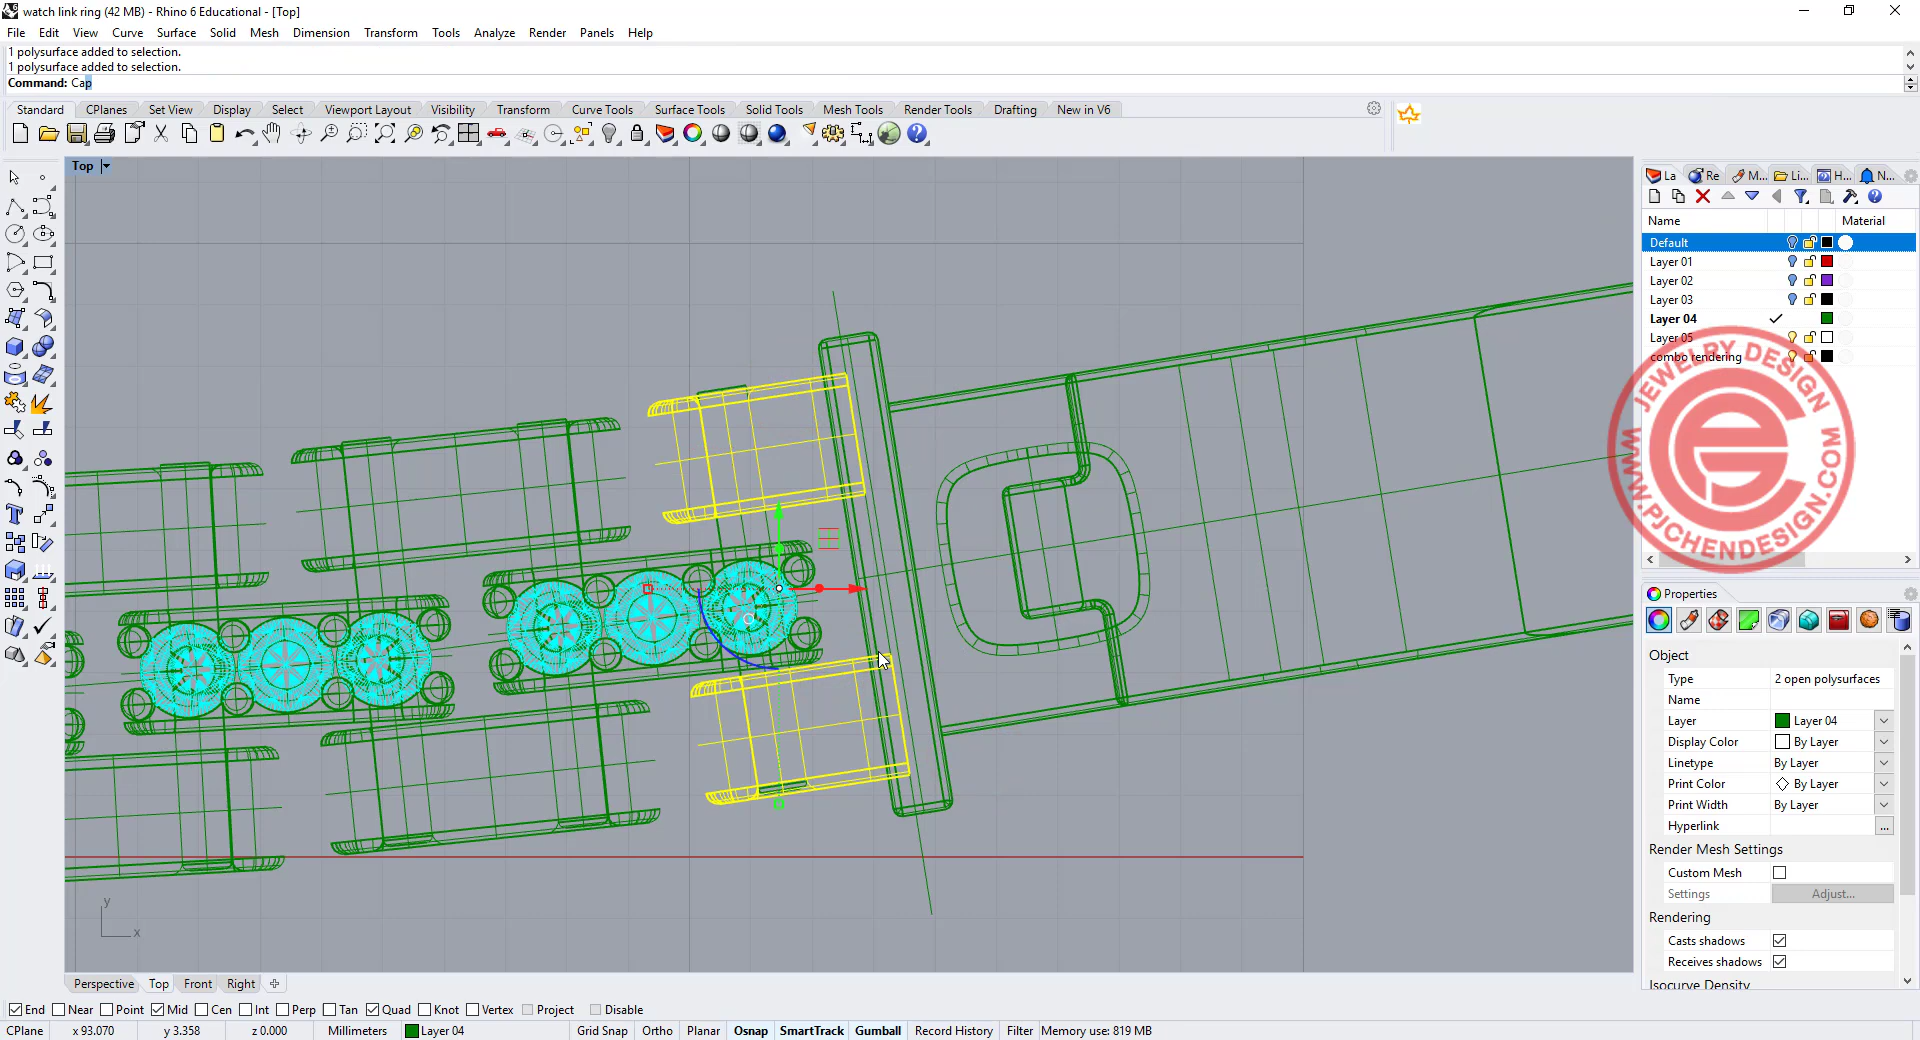 watch link ring (42 MB) - Rhino 6 Educational - [Top]
File Edit View Curve Surface Solid Mesh Dimension Transform Tools Analyze Render Panels Help
1 polysurface added to selection.
1 polysurface added to selection.
Command: Cap
Standard CPlanes Set View Display Select Viewport Layout Visibility Transform Curve Tools Surface Tools Solid Tools Mesh Tools Render Tools Drafting New in V6
Top
La Re M... Li... H... N...
Name Material
Default
Layer 01
Layer 02
Layer 03
Layer 04
Layer 05
combo rendering
JEWELRY DESIGN
WWW.PJCHENDESIGN.COM
Properties
Object
Type 2 open polysurfaces
Name
Layer Layer 04
Display Color By Layer
Linetype By Layer
Print Color By Layer
Print Width By Layer
Hyperlink ...
Render Mesh Settings
Custom Mesh
Settings Adjust...
Rendering
Casts shadows
Receives shadows
Isocurve Density
y
x
Perspective Top Front Right
End Near Point Mid Cen Int Perp Tan Quad Knot Vertex Project Disable
CPlane x 93.070 y 3.358 z 0.000 Millimeters Layer 04 Grid Snap Ortho Planar Osnap SmartTrack Gumball Record History Filter Memory use: 819 MB